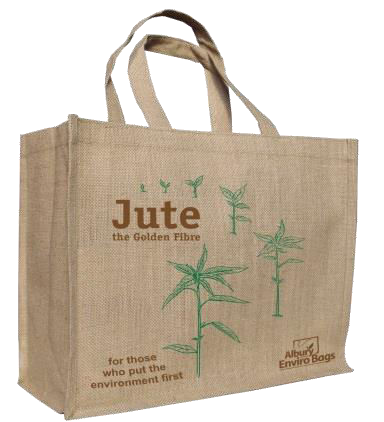 Jute
the Golden Fibre
for those
who put the
environment first
Albury
Enviro Bags